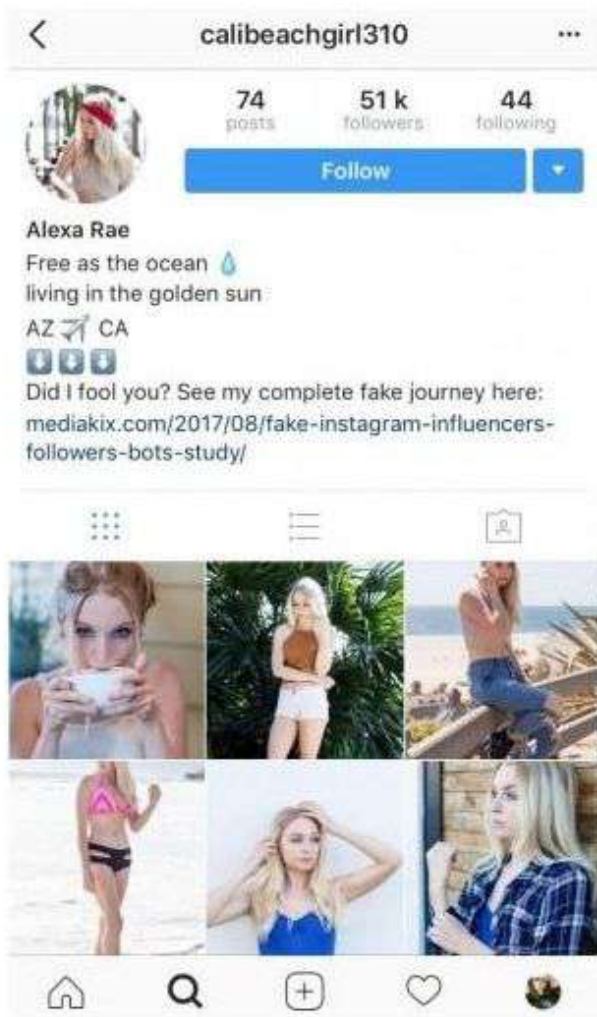 calibeachgirl310
74 51 k 44
posts followers following
Follow
Alexa Rae
Free as the ocean 💧
living in the golden sun
AZ ✈️ CA
⬇️⬇️⬇️
Did I fool you? See my complete fake journey here:
mediakix.com/2017/08/fake-instagram-influencers-
followers-bots-study/